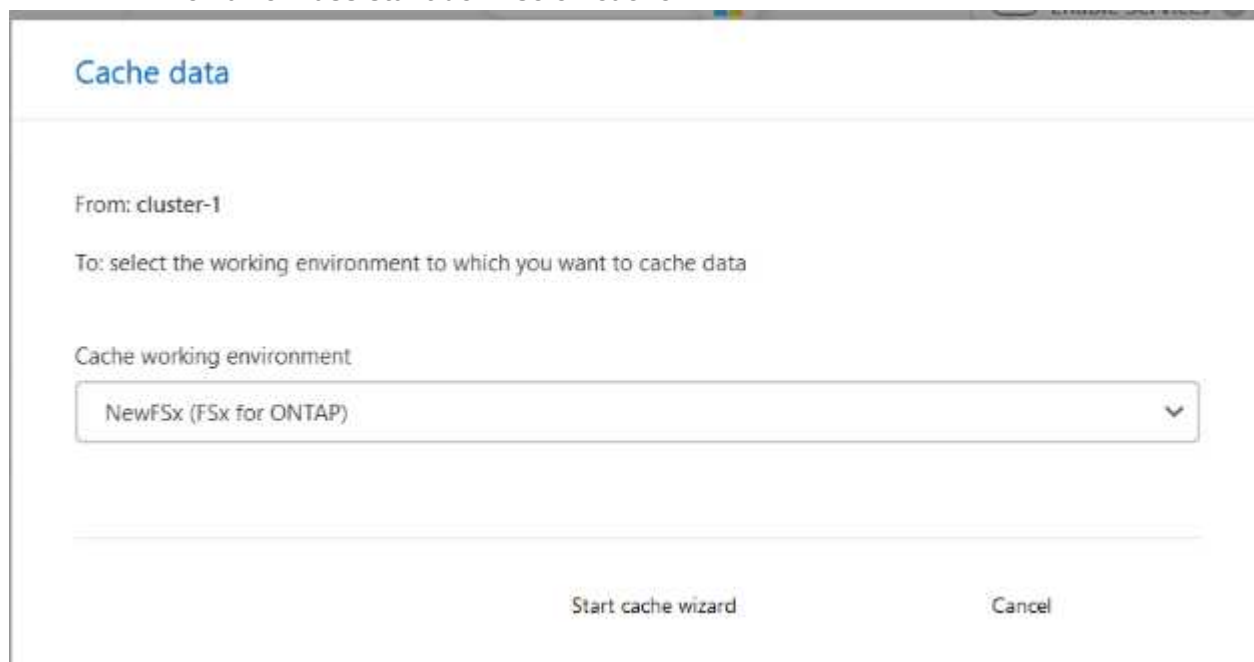 Cache data
From: cluster-1
To: select the working environment to which you want to cache data
Cache working environment
NewFSx (FSx for ONTAP)
Start cache wizard
Cancel